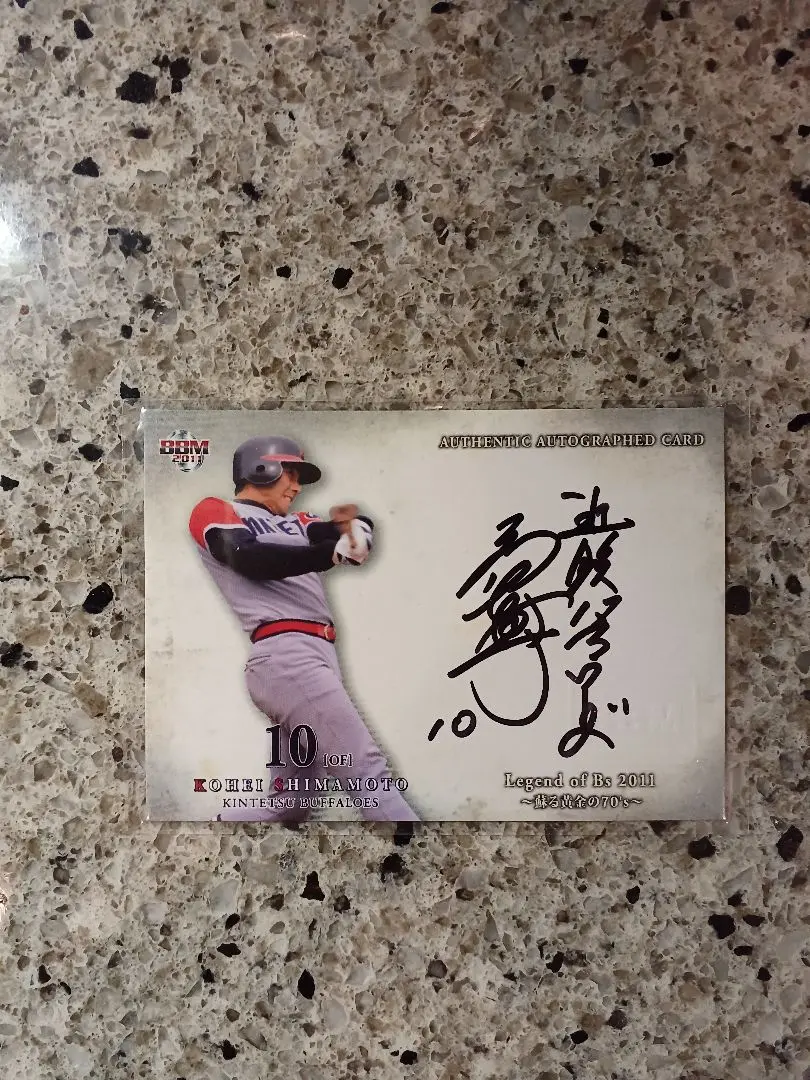 BBM
2011
AUTHENTIC AUTOGRAPHED CARD
10
10 [OF]
KOHEI SHIMAMOTO
KINTETSU BUFFALOES
Legend of Bs 2011
～蘇る黄金の70's～